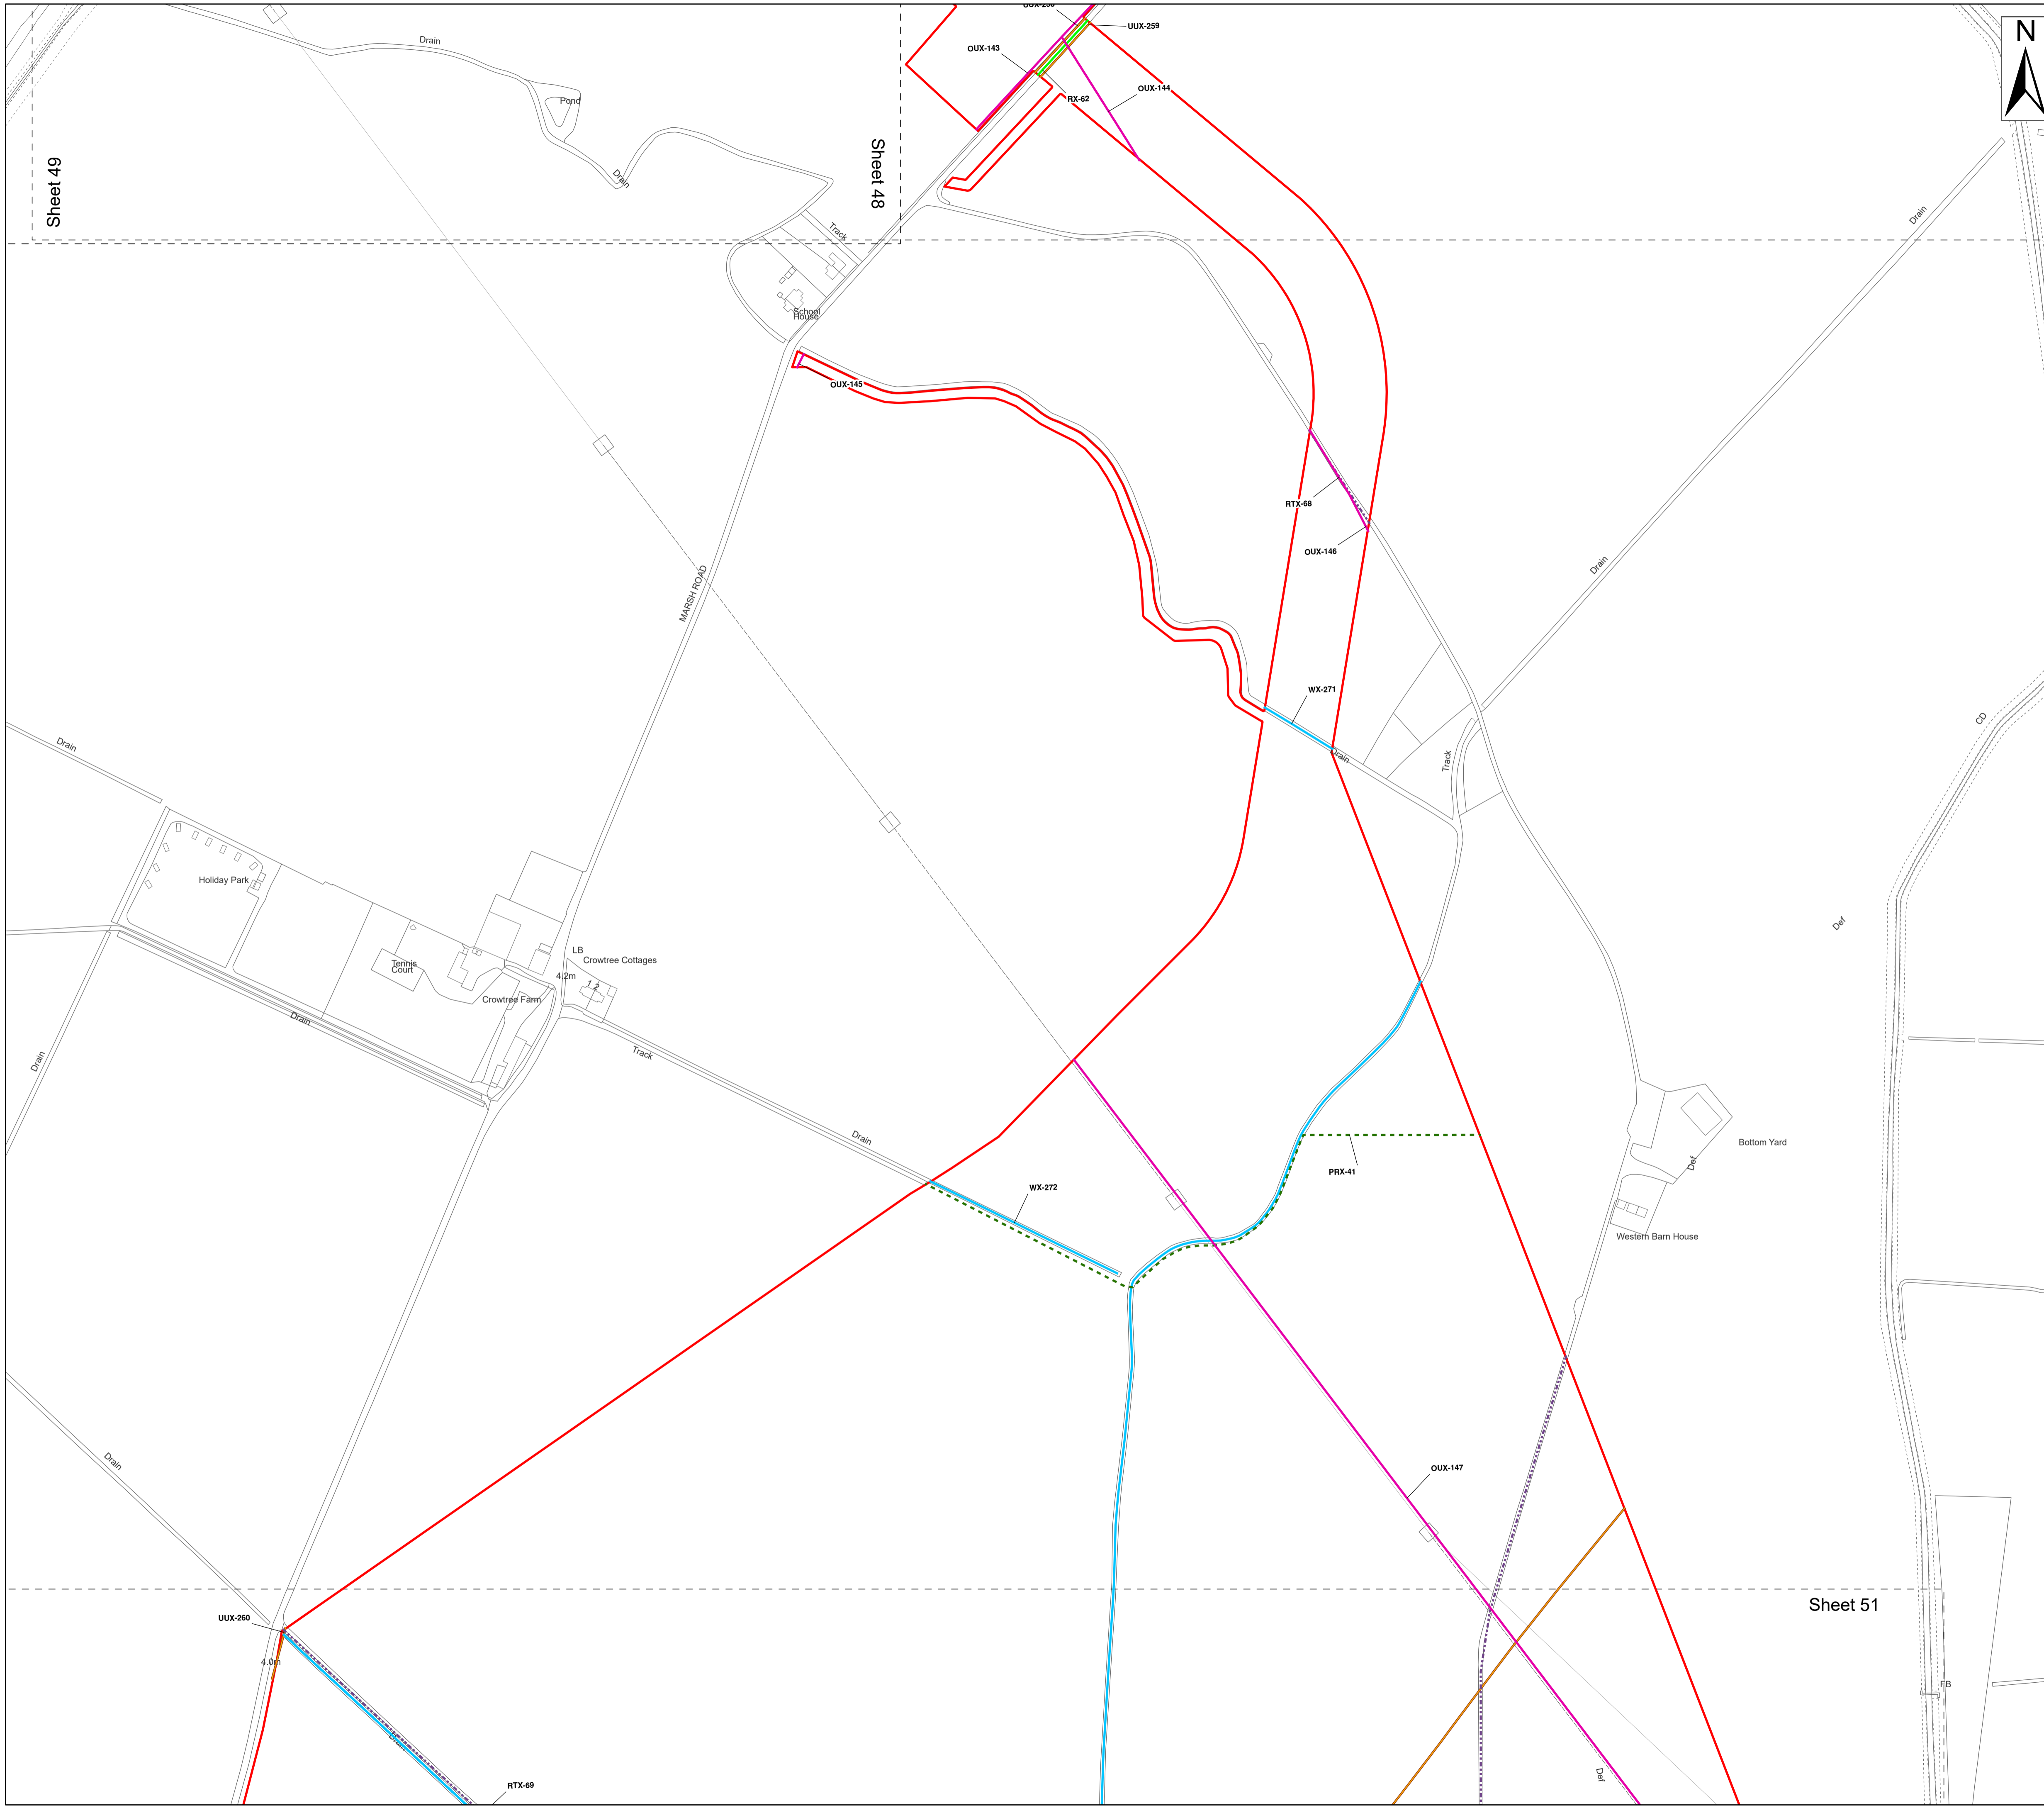 UUX-259
N
OUX-143
Drain
OUX-144
Pond
RX-62
Sheet 49
Sheet 48
Drain
Drain
Track
School
House
OUX-145
RTX-68
OUX-146
Drain
MARSH ROAD
WX-271
CD
Drain
Drain
Track
Holiday Park
Def
LB
Crowtree Cottages
Tennis
Court
4.2m
1
2
Crowtree Farm
Drain
Track
Drain
Drain
Bottom Yard
Def
PRX-41
WX-272
Western Barn House
Drain
OUX-147
Sheet 51
UUX-260
4.0m
FB
Drain
Def
RTX-69